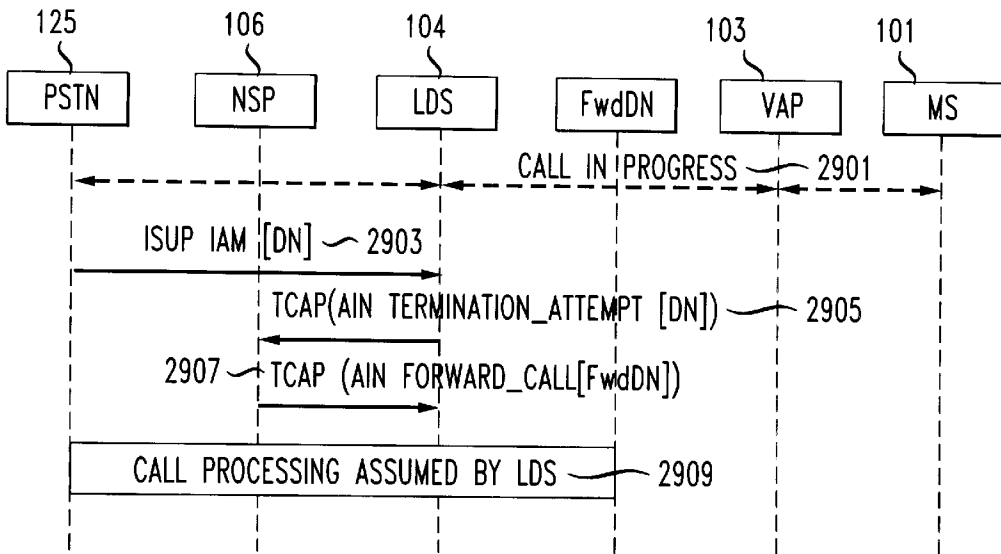 125 106 104 103 101
PSTN NSP LDS FwdDN VAP MS
CALL IN PROGRESS 2901
ISUP IAM [DN] 2903
TCAP(AIN TERMINATION_ATTEMPT [DN]) 2905
2907 TCAP (AIN FORWARD_CALL[FwdDN])
CALL PROCESSING ASSUMED BY LDS 2909